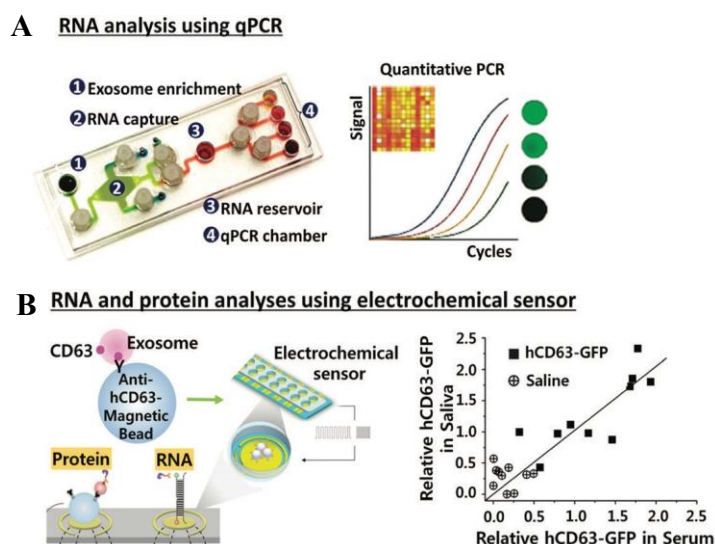 A RNA analysis using qPCR
1 Exosome enrichment
2 RNA capture
1
2
3
4
3 RNA reservoir
4 qPCR chamber
Quantitative PCR
Signal
Cycles
B RNA and protein analyses using electrochemical sensor
CD63
Exosome
Anti-
hCD63-
Magnetic
Bead
Electrochemical
sensor
Protein
RNA
Relative hCD63-GFP
in Saliva
2.5
2.0
1.5
1.0
0.5
0.0
hCD63-GFP
Saline
0.0 0.5 1.0 1.5 2.0 2.5
Relative hCD63-GFP in Serum